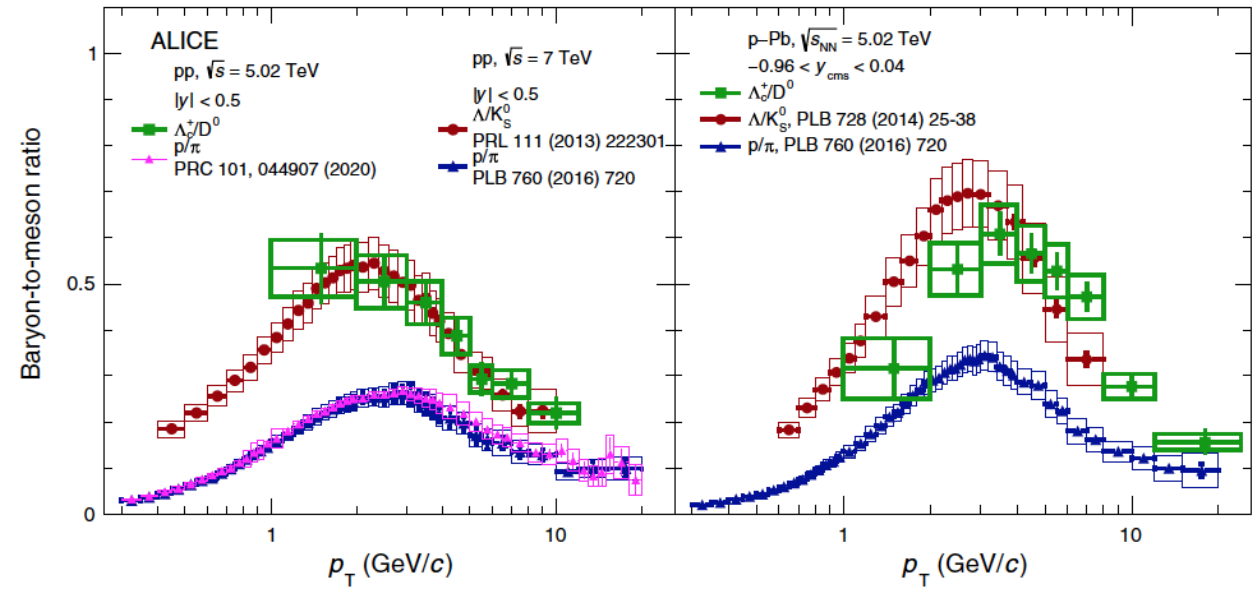 ALICE
pp, √s = 5.02 TeV
|y| < 0.5
Λc+/D0
p/π
PRC 101, 044907 (2020)
pp, √s = 7 TeV
|y| < 0.5
Λ/K0S
PRL 111 (2013) 222301
p/π
PLB 760 (2016) 720
p–Pb, √sNN = 5.02 TeV
−0.96 < ycms < 0.04
Λc+/D0
Λ/K0S, PLB 728 (2014) 25-38
p/π, PLB 760 (2016) 720
Baryon-to-meson ratio
1
0.5
0
1 10
1 10
pT (GeV/c)
pT (GeV/c)